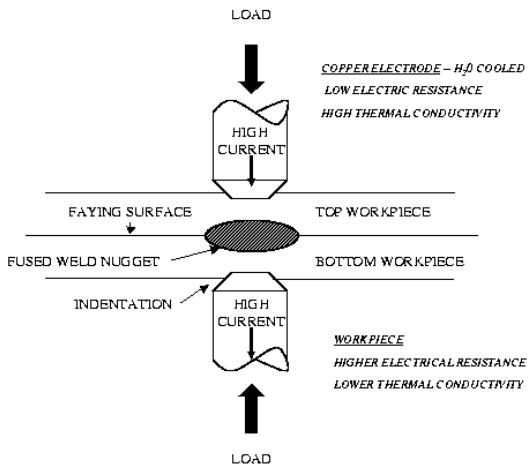 LOAD
COPPER ELECTRODE – H₂O COOLED
LOW ELECTRIC RESISTANCE
HIGH THERMAL CONDUCTIVITY
HIGH
CURRENT
FAYING SURFACE
TOP WORKPIECE
FUSED WELD NUGGET
BOTTOM WORKPIECE
INDENTATION
HIGH
CURRENT
WORKPIECE
HIGHER ELECTRICAL RESISTANCE
LOWER THERMAL CONDUCTIVITY
LOAD